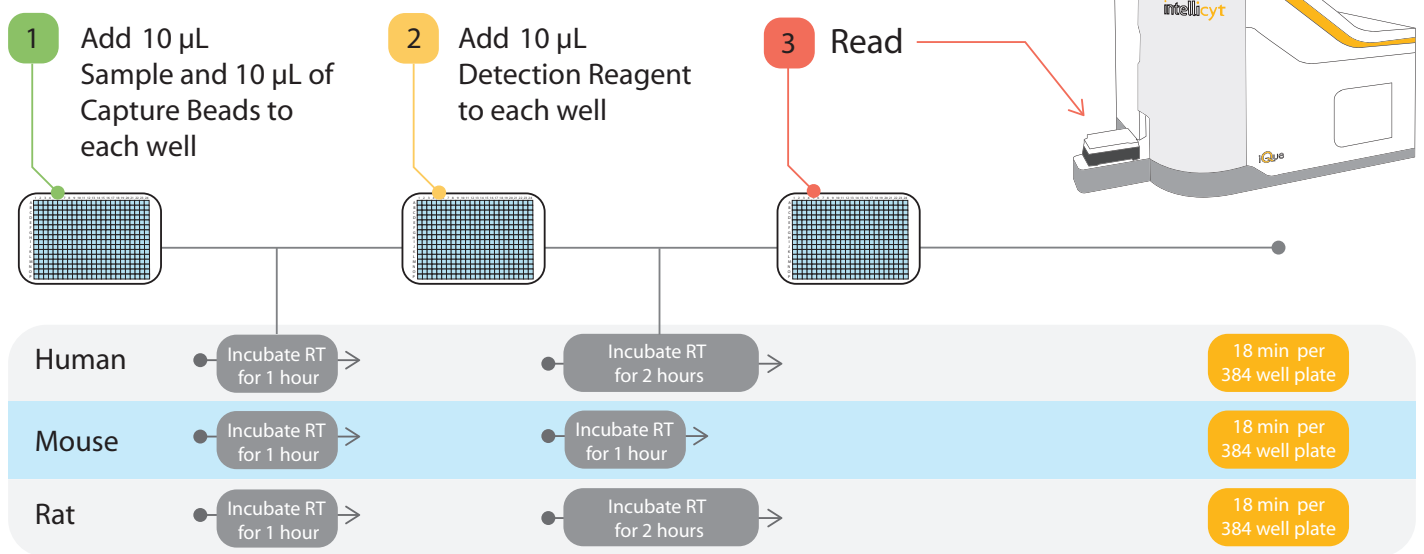 intellicyt
1
Add 10 µL
Sample and 10 µL of
Capture Beads to
each well
2
Add 10 µL
Detection Reagent
to each well
3
Read
iQue
Human
Incubate RT
for 1 hour
Incubate RT
for 2 hours
18 min per
384 well plate
Mouse
Incubate RT
for 1 hour
Incubate RT
for 1 hour
18 min per
384 well plate
Rat
Incubate RT
for 1 hour
Incubate RT
for 2 hours
18 min per
384 well plate